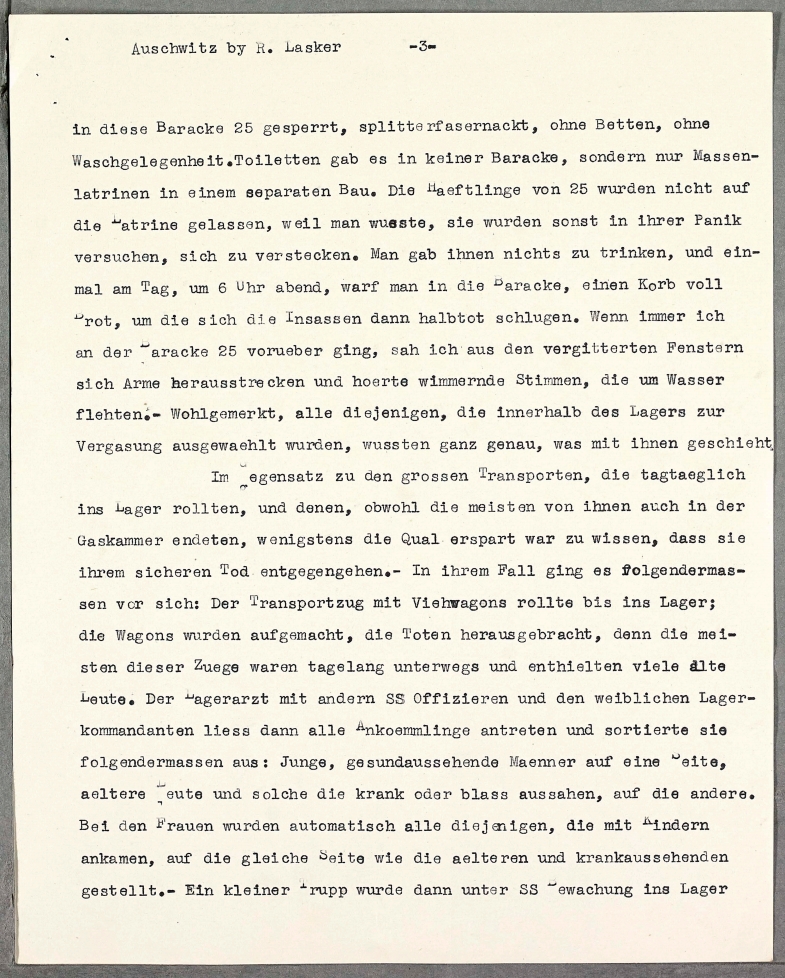 Auschwitz by R. Lasker -3-
in diese Baracke 25 gesperrt, splitterfasernackt, ohne Betten, ohne
Waschgelegenheit.Toiletten gab es in keiner Baracke, sondern nur Massen-
latrinen in einem separaten Bau. Die Haeftlinge von 25 wurden nicht auf
die Latrine gelassen, weil man wusste, sie wurden sonst in ihrer Panik
versuchen, sich zu verstecken. Man gab ihnen nichts zu trinken, und ein-
mal am Tag, um 6 Uhr abend, warf man in die Baracke, einen Korb voll
Brot, um die sich die Insassen dann halbtot schlugen. Wenn immer ich
an der Baracke 25 vorueber ging, sah ich aus den vergitterten Fenstern
sich Arme herausstrecken und hoerte wimmernde Stimmen, die um Wasser
flehten.- Wohlgemerkt, alle diejenigen, die innerhalb des Lagers zur
Vergasung ausgewaehlt wurden, wussten ganz genau, was mit ihnen geschieht.
Im Gegensatz zu den grossen Transporten, die tagtaeglich
ins Lager rollten, und denen, obwohl die meisten von ihnen auch in der
Gaskammer endeten, wenigstens die Qual erspart war zu wissen, dass sie
ihrem sicheren Tod entgegengehen.- In ihrem Fall ging es folgendermas-
sen vor sich: Der Transportzug mit Viehwagons rollte bis ins Lager;
die Wagons wurden aufgemacht, die Toten herausgebracht, denn die mei-
sten dieser Zuege waren tagelang unterwegs und enthielten viele alte
Leute. Der Lagerarzt mit andern SS Offizieren und den weiblichen Lager-
kommandanten liess dann alle Ankoemmlinge antreten und sortierte sie
folgendermassen aus: Junge, gesundaussehende Maenner auf eine Seite,
aeltere Leute und solche die krank oder blass aussahen, auf die andere.
Bei den Frauen wurden automatisch alle diejenigen, die mit Kindern
ankamen, auf die gleiche Seite wie die aelteren und krankaussehenden
gestellt.- Ein kleiner Trupp wurde dann unter SS Bewachung ins Lager